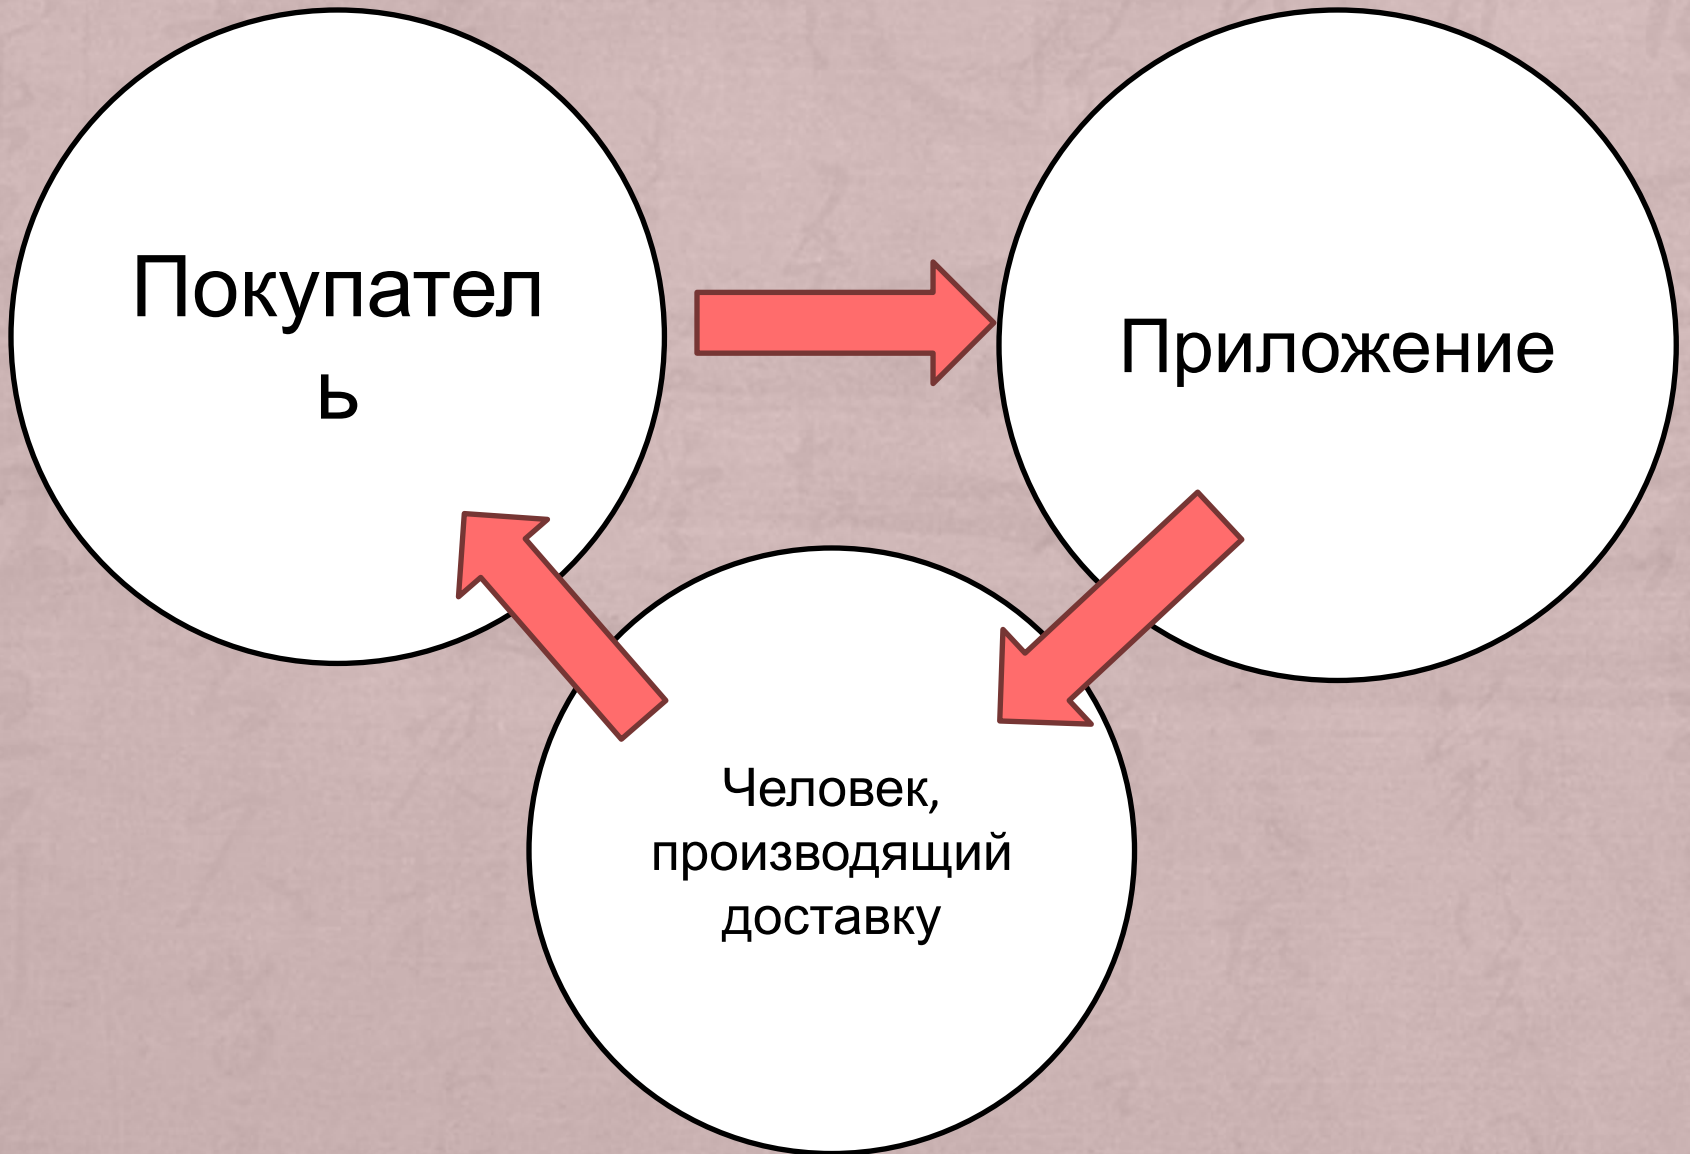 Покупател
ь
Приложение
Человек,
производящий
доставку